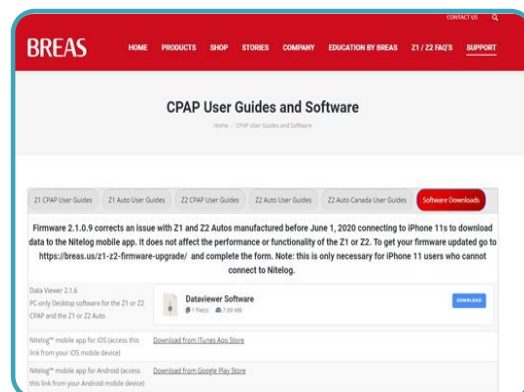 CONTACT US
BREAS
HOME PRODUCTS SHOP STORIES COMPANY EDUCATION BY BREAS Z1 / Z2 FAQ'S SUPPORT
CPAP User Guides and Software
Home / CPAP User Guides and Software
Z1 CPAP User Guides Z1 Auto User Guides Z2 CPAP User Guides Z2 Auto User Guides Z2 Auto Canada User Guides Software Downloads
Firmware 2.1.0.9 corrects an issue with Z1 and Z2 Autos manufactured before June 1, 2020 connecting to iPhone 11s to download
data to the Nitelog mobile app. It does not affect the performance or functionality of the Z1 or Z2. To get your firmware updated go to
https://breas.us/z1-z2-firmware-upgrade/ and complete the form. Note: this is only necessary for iPhone 11 users who cannot
connect to Nitelog.
Data Viewer 2.1.6
PC-only Desktop software for the Z1 or Z2
CPAP and the Z1 or Z2 Auto
Dataviewer Software
1 file(s) 7.69 MB
DOWNLOAD
Nitelog™ mobile app for iOS (access this
link from your iOS mobile device)
Download from iTunes App Store
Nitelog™ mobile app for Android (access
this link from your Android mobile device)
Download from Google Play Store